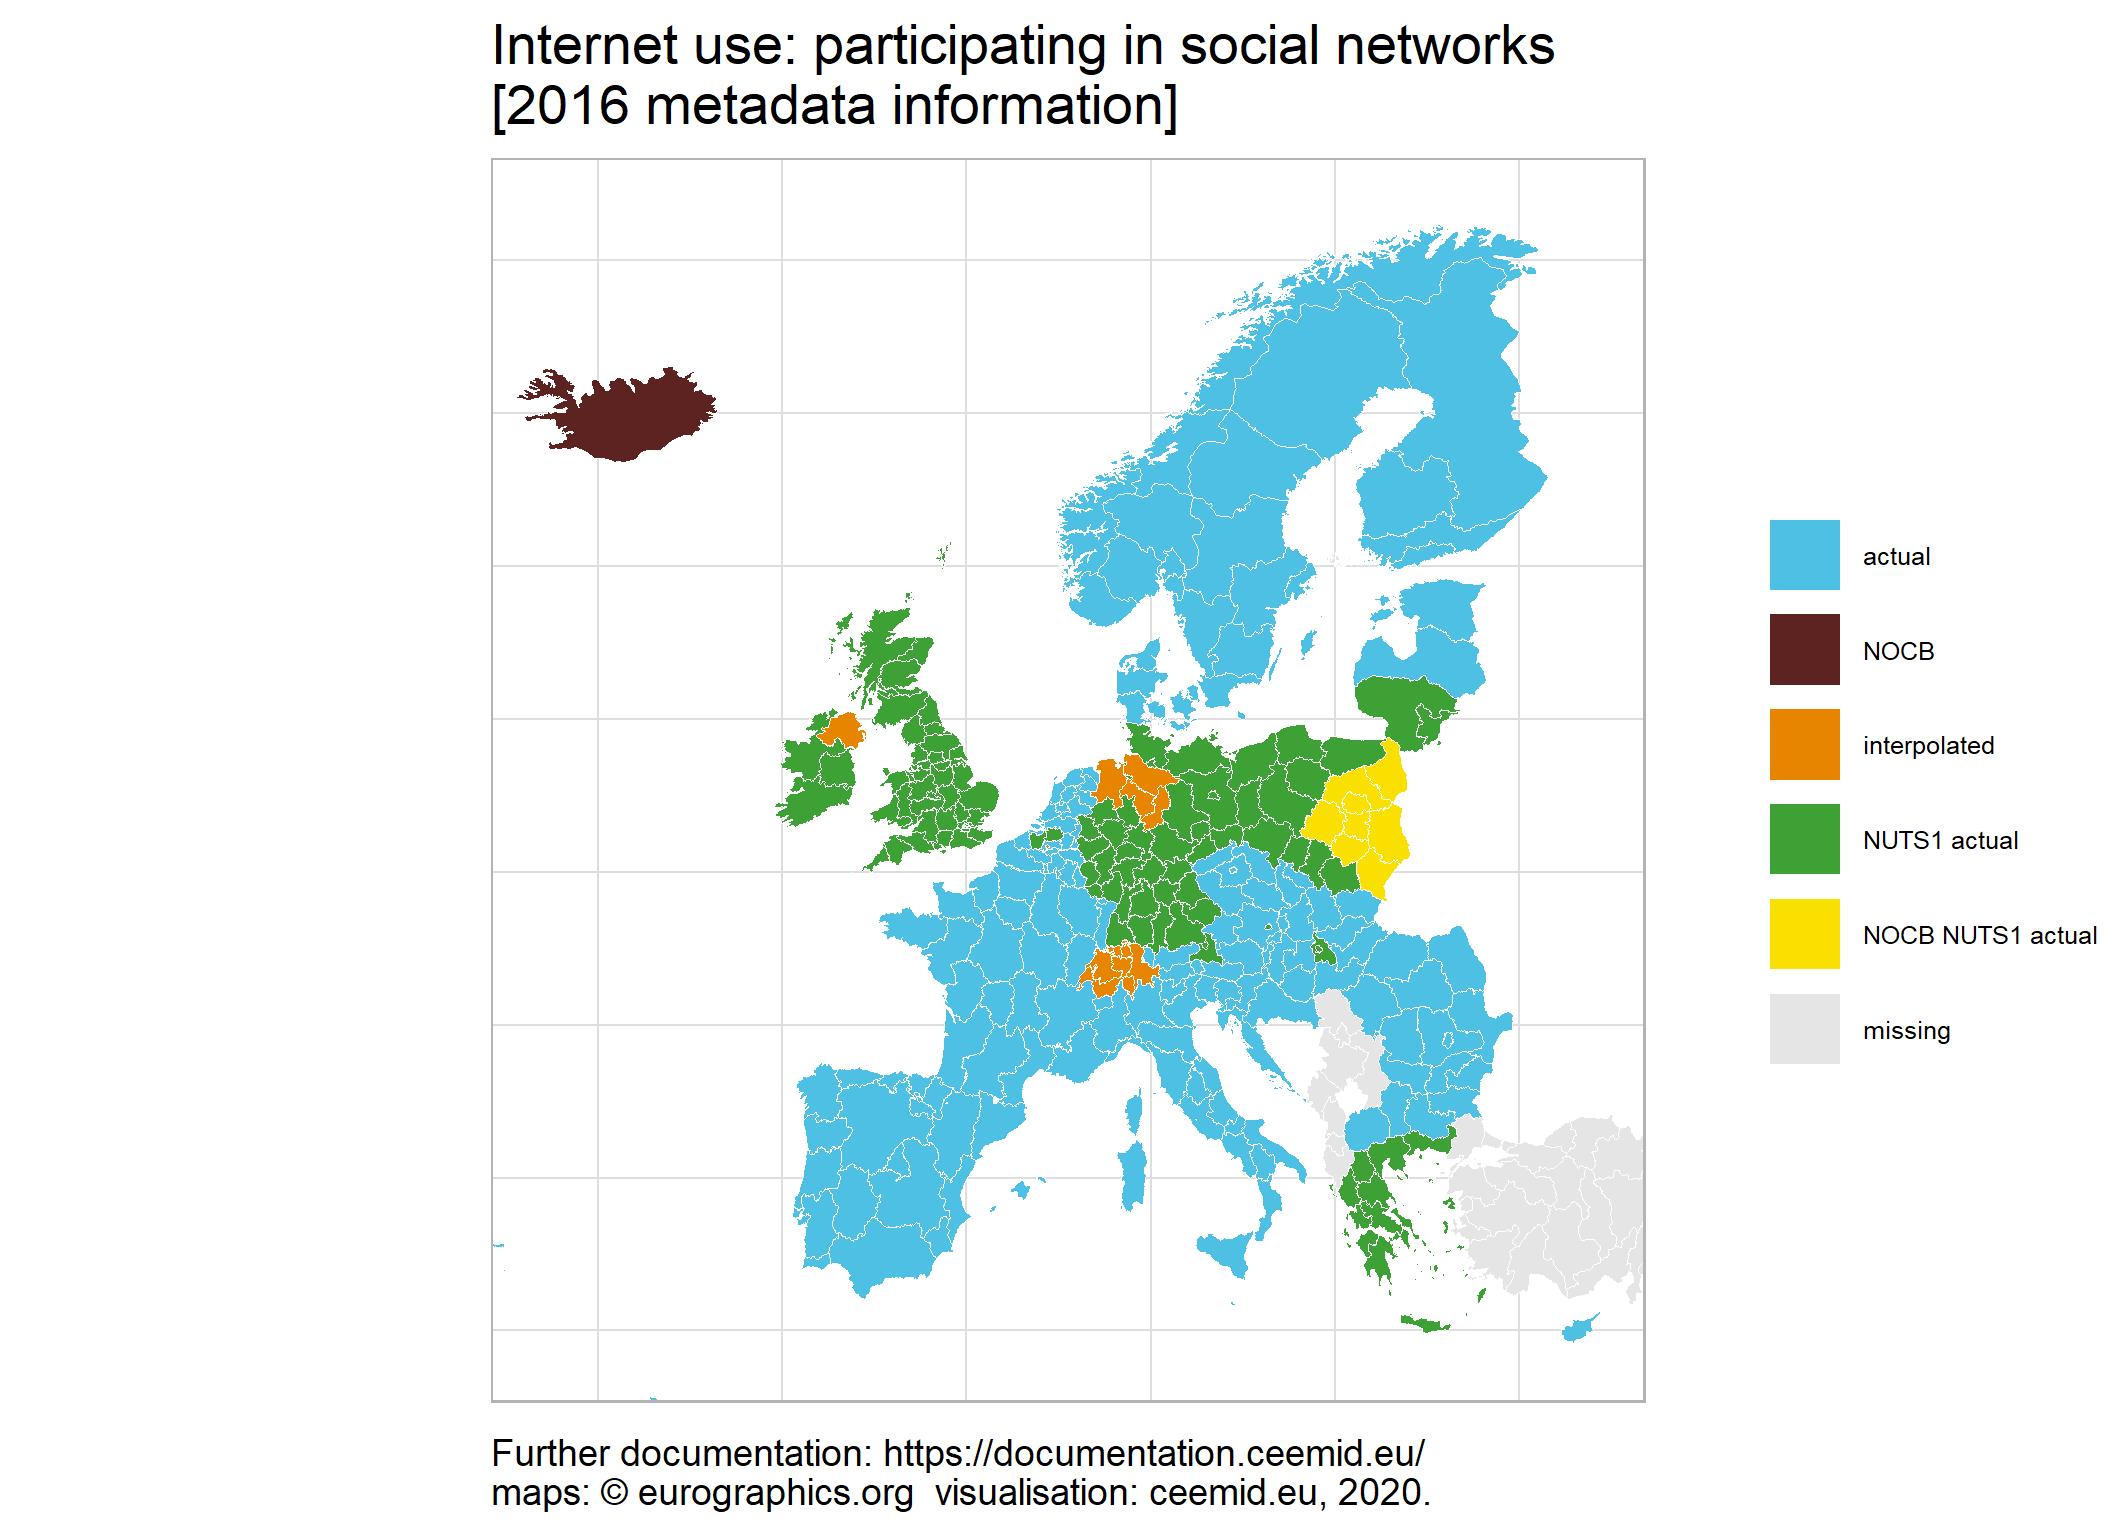 Internet use: participating in social networks
[2016 metadata information]
actual
NOCB
interpolated
NUTS1 actual
NOCB NUTS1 actual
missing
Further documentation: https://documentation.ceemid.eu/
maps: © eurographics.org  visualisation: ceemid.eu, 2020.